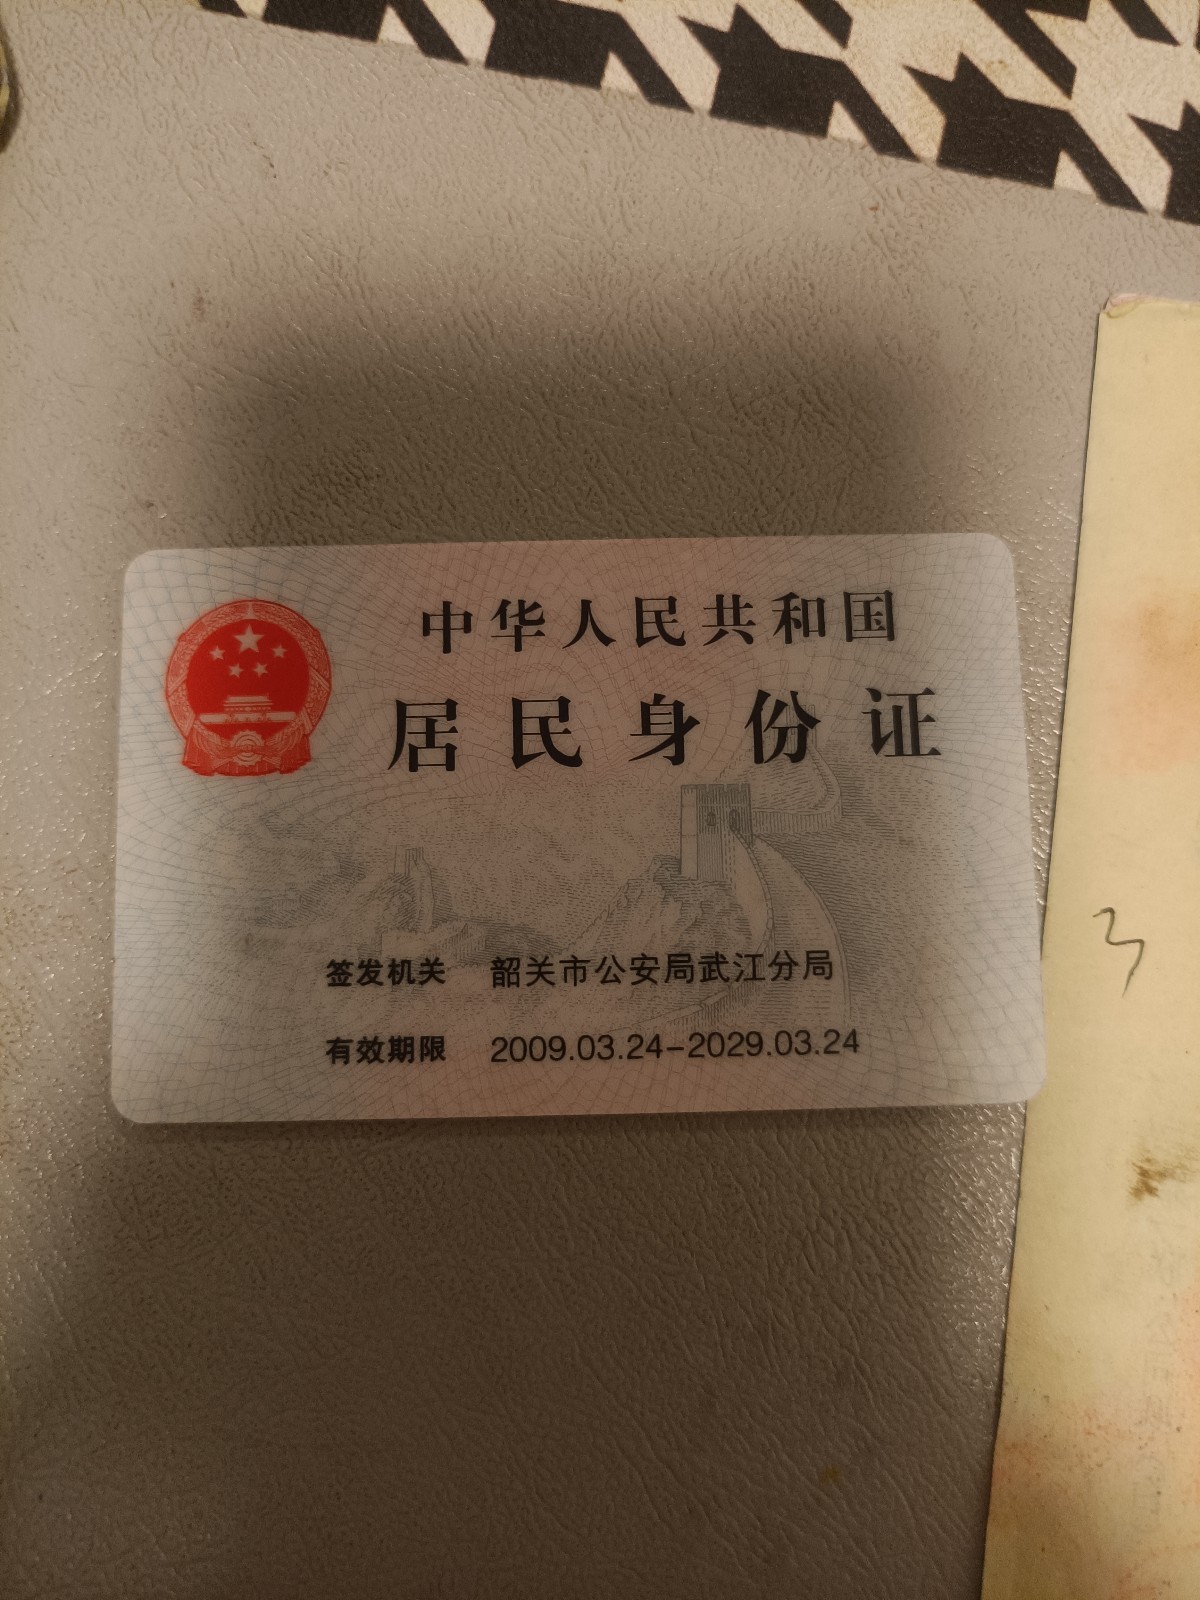 中华人民共和国
居民身份证
签发机关 韶关市公安局武江分局
有效期限 2009.03.24-2029.03.24
3